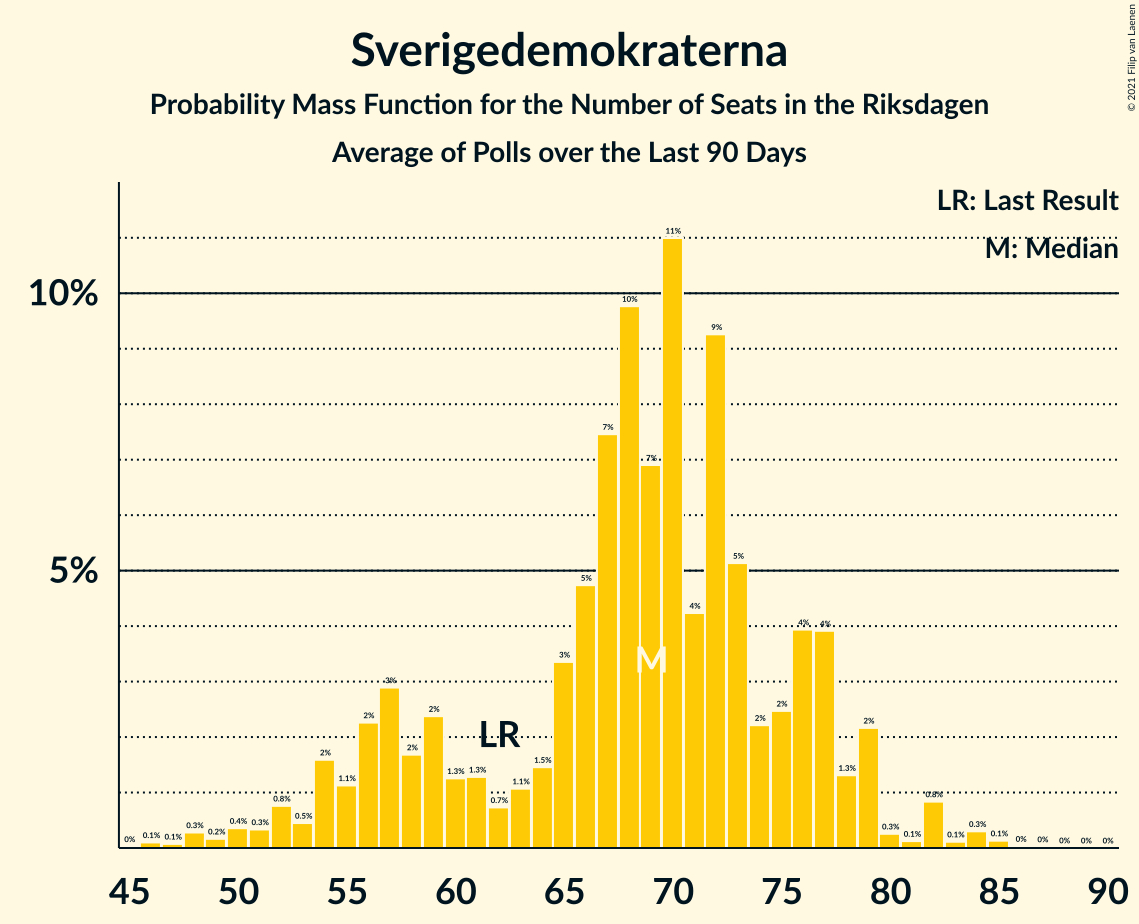 Sverigedemokraterna
Probability Mass Function for the Number of Seats in the Riksdagen
Average of Polls over the Last 90 Days
© 2021 Filip van Laenen
LR: Last Result
M: Median
10%
5%
0% 0.1% 0.1% 0.3% 0.2% 0.4% 0.3% 0.8% 0.5% 2% 1.1% 2% 3% 2% 2% 1.3% 1.3% 0.7% 1.1% 1.5% 3% 5% 7% 10% 7% 11% 4% 9% 5% 2% 2% 4% 4% 1.3% 2% 0.3% 0.1% 0.8% 0.1% 0.3% 0.1% 0% 0% 0% 0% 0%
LR
M
45 50 55 60 65 70 75 80 85 90